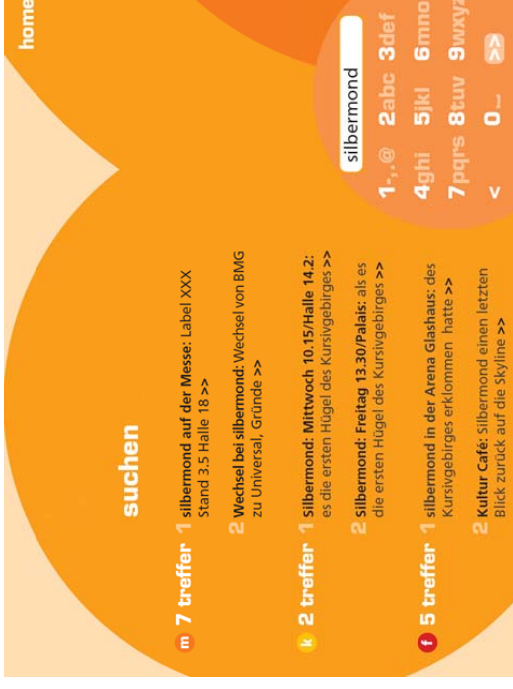 home
suchen
m 7 treffer
1 silbermond auf der Messe: Label XXX
Stand 3.5 Halle 18 >>
2 Wechsel bei silbermond: Wechsel von BMG
zu Universal, Gründe >>
k 2 treffer
1 Silbermond: Mittwoch 10.15/Halle 14.2:
es die ersten Hügel des Kursivgebirges >>
2 Silbermond: Freitag 13.30/Palais: als es
die ersten Hügel des Kursivgebirges >>
f 5 treffer
1 silbermond in der Arena Glashaus: des
Kursivgebirges erklommen hatte >>
2 Kultur Café: Silbermond einen letzten
Blick zurück auf die Skyline >>
silbermond
1-,.@ 2abc 3def
4ghi 5jkl 6mno
7pqrs 8tuv 9wxyz
< 0_ >>